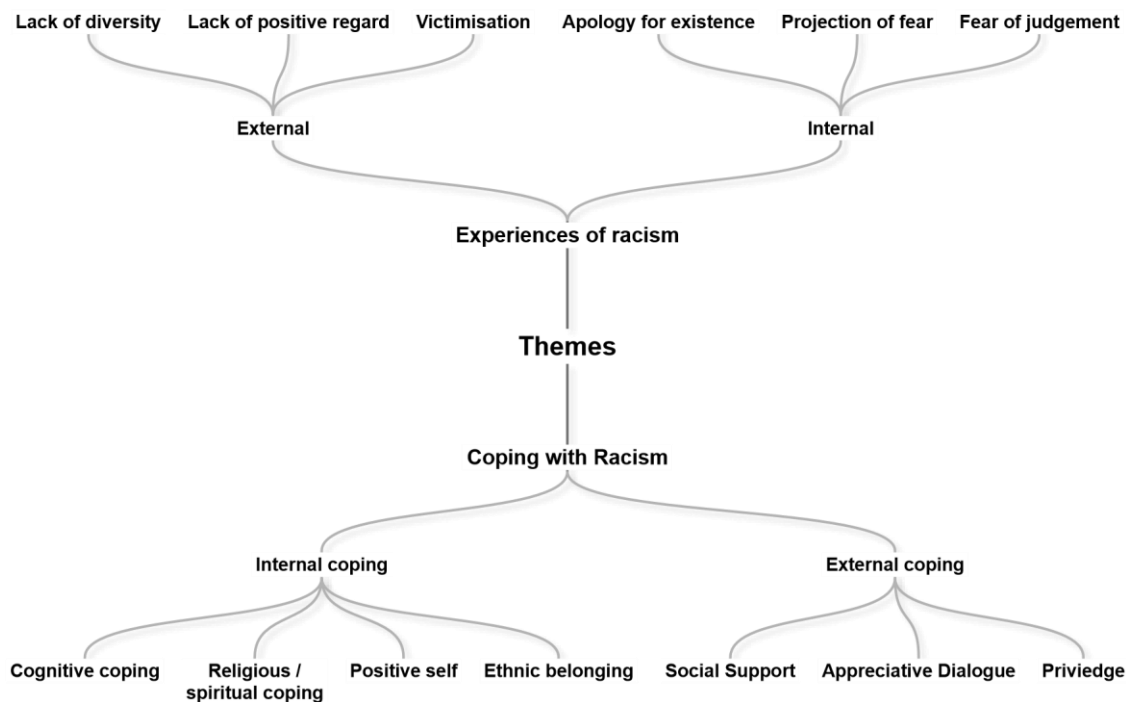 Lack of diversity Lack of positive regard Victimisation Apology for existence Projection of fear Fear of judgement
External Internal
Experiences of racism
Themes
Coping with Racism
Internal coping External coping
Cognitive coping Religious / Positive self Ethnic belonging Social Support Appreciative Dialogue Priviedge
spiritual coping